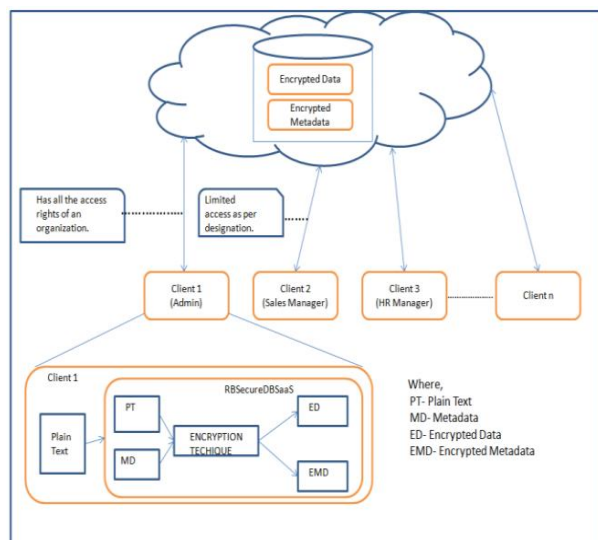 Encrypted Data
Encrypted
Metadata
Has all the access
rights of an
organization.
Limited
access as per
designation.
Client 1
(Admin)
Client 2
(Sales Manager)
Client 3
(HR Manager)
Client n
Client 1
RBSecureDBSaaS
Plain
Text
PT
MD
ENCRYPTION
TECHIQUE
ED
EMD
Where,
PT- Plain Text
MD- Metadata
ED- Encrypted Data
EMD- Encrypted Metadata